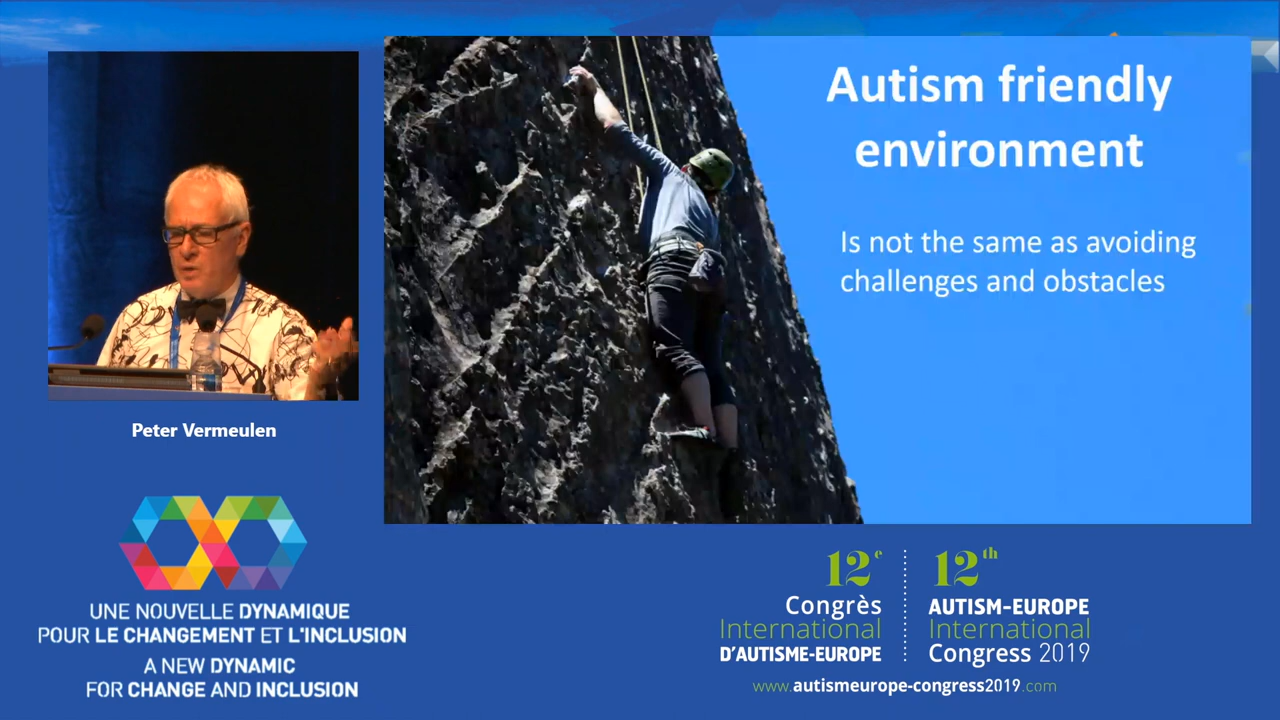 Autism friendly
environment
Is not the same as avoiding
challenges and obstacles
Peter Vermeulen
UNE NOUVELLE DYNAMIQUE
POUR LE CHANGEMENT ET L'INCLUSION
A NEW DYNAMIC
FOR CHANGE AND INCLUSION
12e
Congrès
International
D'AUTISME-EUROPE
12th
AUTISM-EUROPE
International
Congress 2019
www.autismeurope-congress2019.com